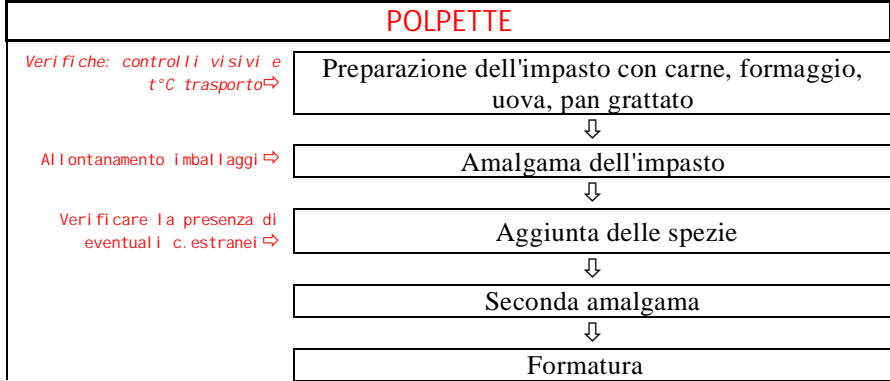 POLPETTE
Verifiche: controlli visivi e
t°C trasporto⇨
Preparazione dell'impasto con carne, formaggio,
uova, pan grattato
⇩
Allontanamento imballaggi⇨
Amalgama dell'impasto
⇩
Verificare la presenza di
eventuali c.estranei⇨
Aggiunta delle spezie
⇩
Seconda amalgama
⇩
Formatura